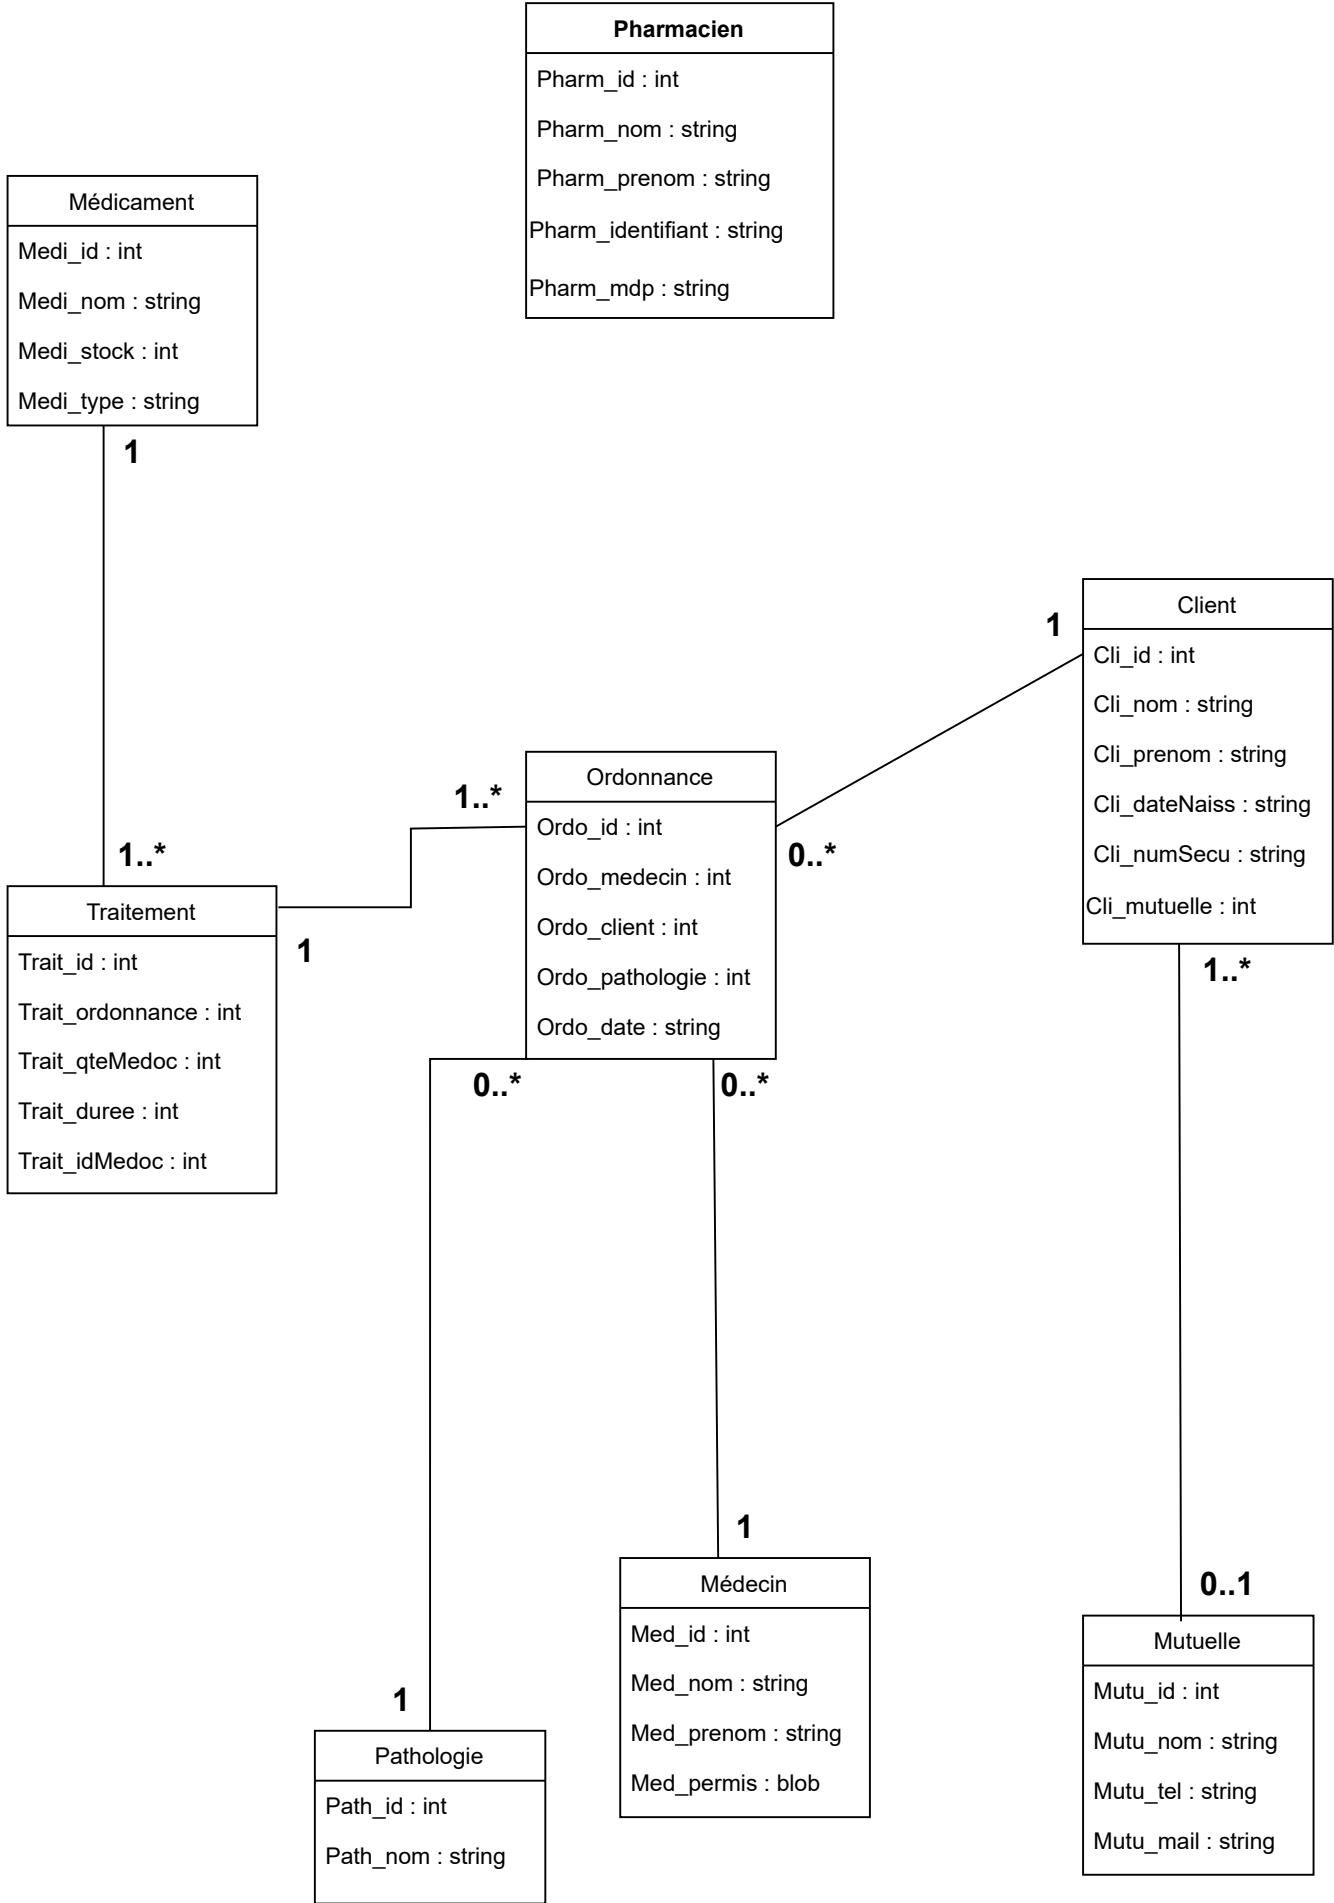 Pharmacien
Pharm_id : int
Pharm_nom : string
Pharm_prenom : string
Pharm_identifiant : string
Pharm_mdp : string
Médicament
Medi_id : int
Medi_nom : string
Medi_stock : int
Medi_type : string
1
1..*
Traitement
Trait_id : int
Trait_ordonnance : int
Trait_qteMedoc : int
Trait_duree : int
Trait_idMedoc : int
1
1..*
Ordonnance
Ordo_id : int
Ordo_medecin : int
Ordo_client : int
Ordo_pathologie : int
Ordo_date : string
0..*
0..*
0..*
1
Client
Cli_id : int
Cli_nom : string
Cli_prenom : string
Cli_dateNaiss : string
Cli_numSecu : string
Cli_mutuelle : int
1..*
1
Pathologie
Path_id : int
Path_nom : string
1
Médecin
Med_id : int
Med_nom : string
Med_prenom : string
Med_permis : blob
0..1
Mutuelle
Mutu_id : int
Mutu_nom : string
Mutu_tel : string
Mutu_mail : string